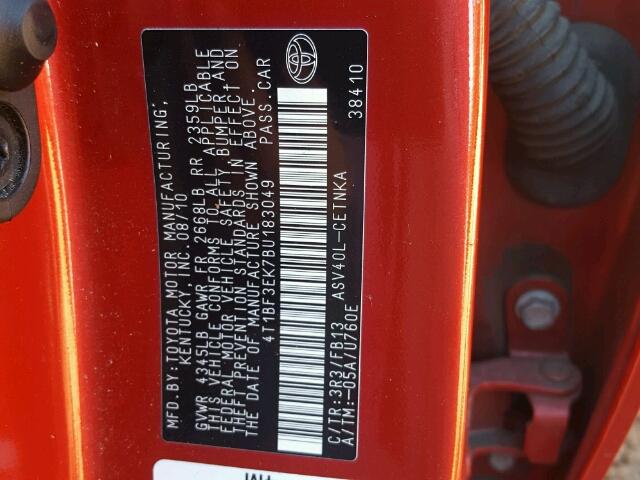 MFD.BY:TOYOTA MOTOR MANUFACTURING,
KENTUCKY, INC. 08/10
GVWR 4345LB GAWR FR 2668LB RR 2359LB
THIS VEHICLE CONFORMS TO ALL APPLICABLE
FEDERAL MOTOR VEHICLE SAFETY, BUMPER, AND
THEFT PREVENTION STANDARDS IN EFFECT ON
THE DATE OF MANUFACTURE SHOWN ABOVE.
4T1BF3EK7BU183049 PASS.CAR
C/TR:3R3/FB13 ASV40L-CETNKA
A/TM:-05A/U760E
38410